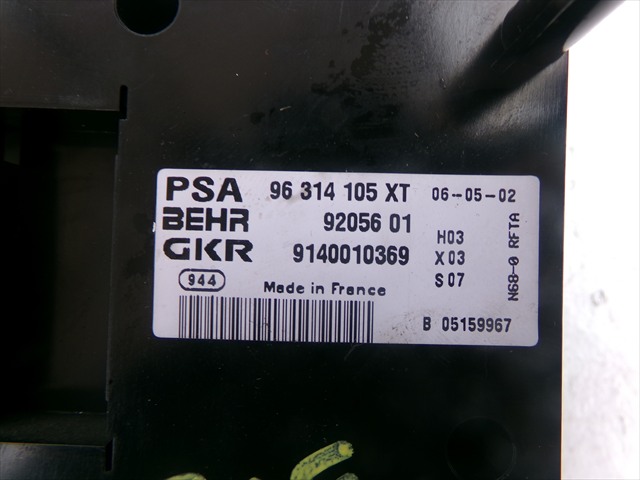 PSA 96 314 105 XT 06-05-02
BEHR 92056 01
GKR 9140010369
H03
X03
S07
N68-0 RFTA
944 Made in France
B 05159967